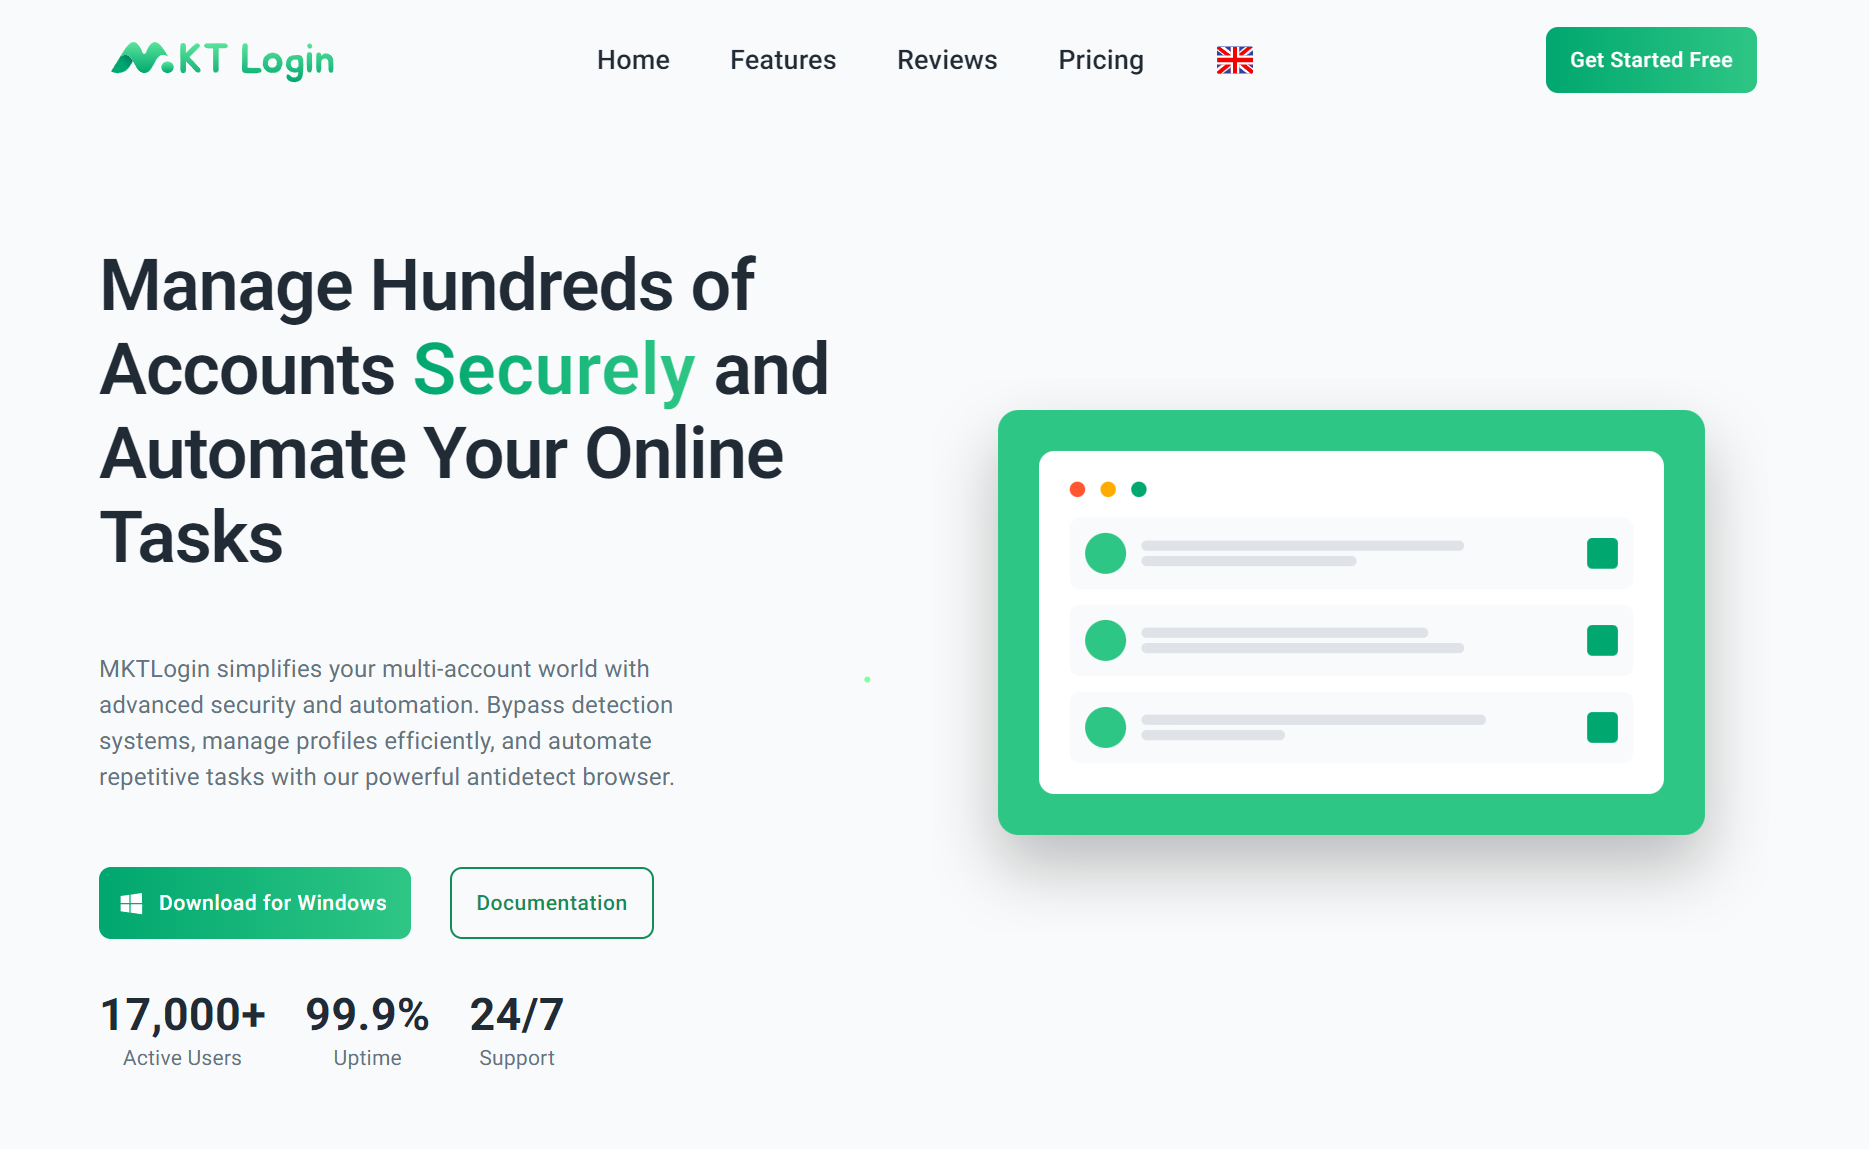 MKT Login
Home Features Reviews Pricing
Get Started Free
Manage Hundreds of
Accounts Securely and
Automate Your Online
Tasks
MKTLogin simplifies your multi-account world with
advanced security and automation. Bypass detection
systems, manage profiles efficiently, and automate
repetitive tasks with our powerful antidetect browser.
Download for Windows
Documentation
17,000+ 99.9% 24/7
Active Users Uptime Support